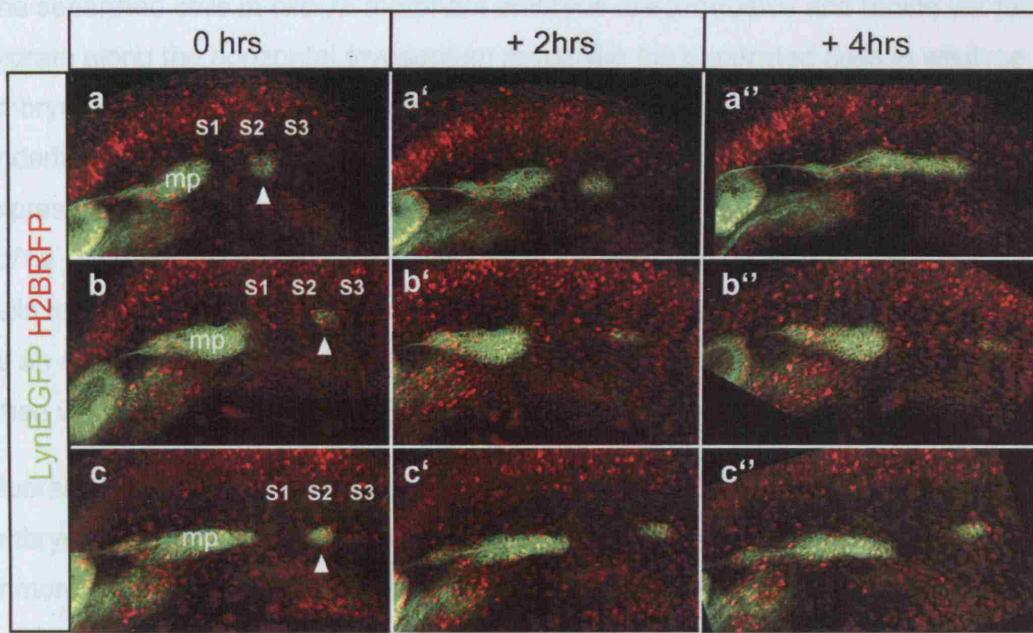 0 hrs + 2hrs + 4hrs
LynEGFP H2BRFP
a a‘ a‘’
S1 S2 S3
mp
b b‘ b‘’
S1 S2 S3
mp
c c‘ c‘’
S1 S2 S3
mp